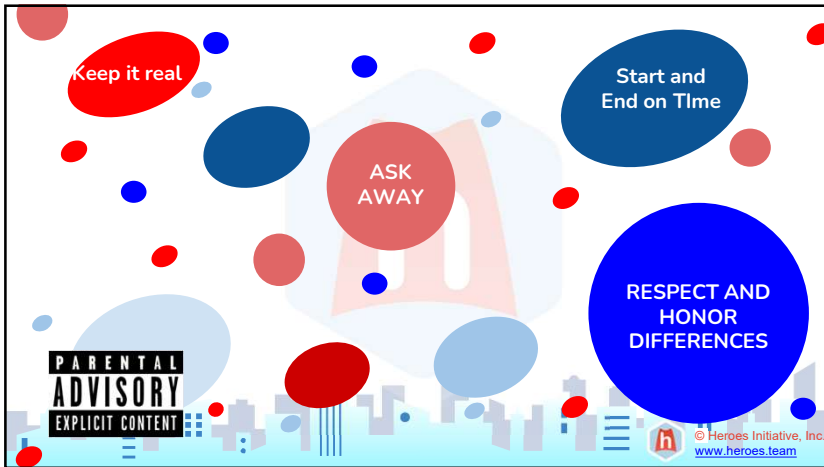 Keep it real
Start and
End on TIme
ASK
AWAY
RESPECT AND
HONOR
DIFFERENCES
PARENTAL
ADVISORY
EXPLICIT CONTENT
h
© Heroes Initiative, Inc.
www.heroes.team